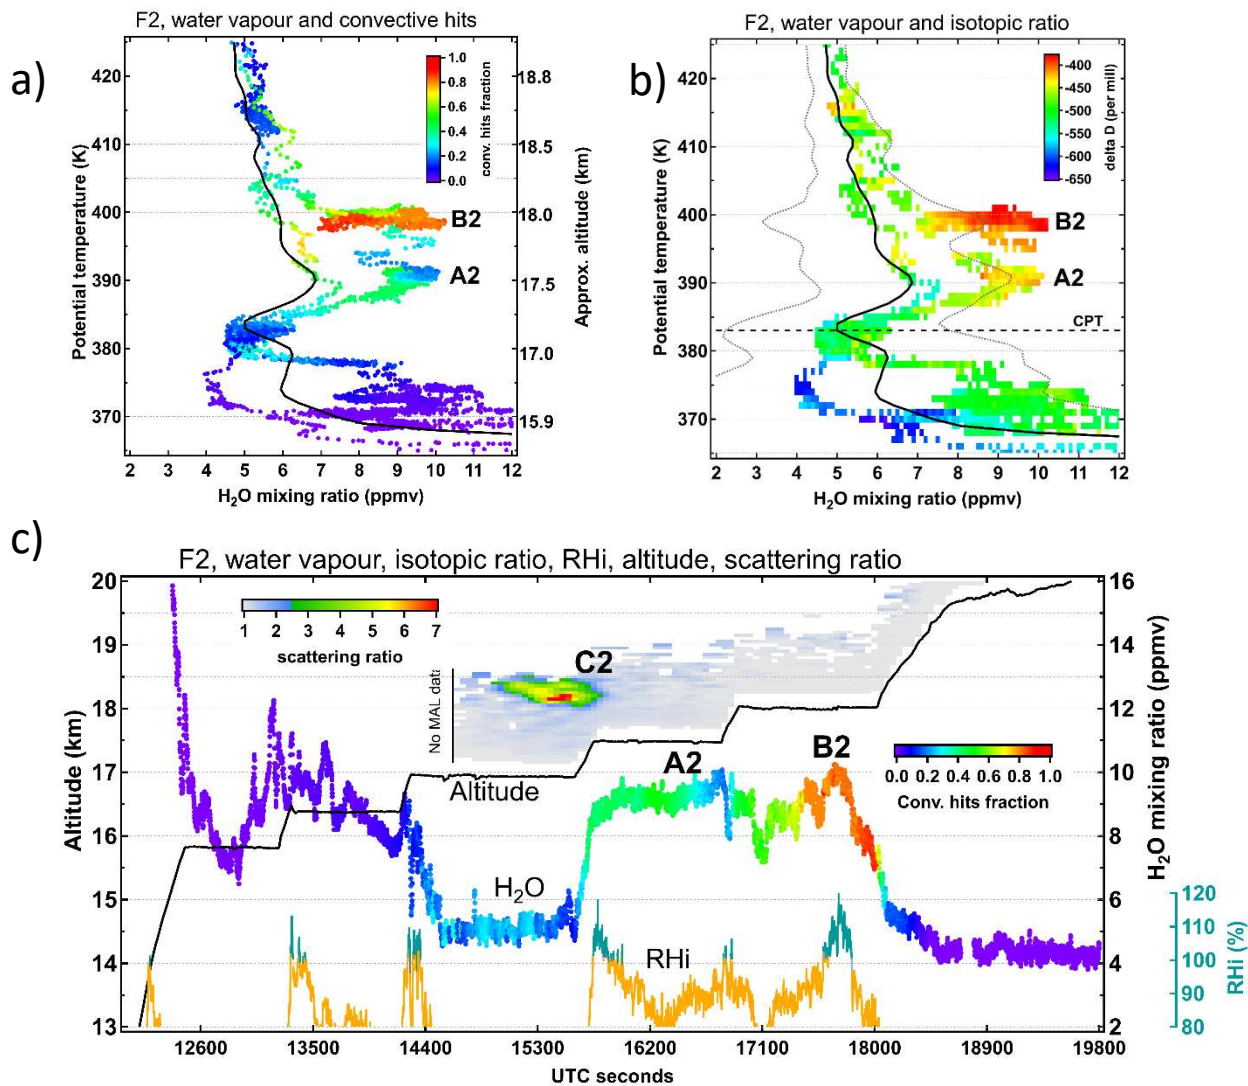 F2, water vapour and convective hits
a)
Potential temperature (K)
420
410
400
390
380
370
2 3 4 5 6 7 8 9 10 11 12
H2O mixing ratio (ppmv)
18.8
18.5
18.0
17.5
17.0
15.9
Approx. altitude (km)
1.0
0.8
0.6
0.4
0.2
0.0
conv. hits fraction
B2
A2
F2, water vapour and isotopic ratio
b)
Potential temperature (K)
420
410
400
390
380
370
2 3 4 5 6 7 8 9 10 11 12
H2O mixing ratio (ppmv)
-400
-450
-500
-550
-600
-650
delta D (per mill)
B2
A2
CPT
c)
F2, water vapour, isotopic ratio, RHi, altitude, scattering ratio
Altitude (km)
20
19
18
17
16
15
14
13
1 2 3 4 5 6 7
scattering ratio
No MAL data
C2
Altitude
A2
B2
0.0 0.2 0.4 0.6 0.8 1.0
Conv. hits fraction
H2O
RHi
16
14
12
10
8
6
4
2
H2O mixing ratio (ppmv)
120
110
100
90
80
RHi (%)
12600 13500 14400 15300 16200 17100 18000 18900 19800
UTC seconds